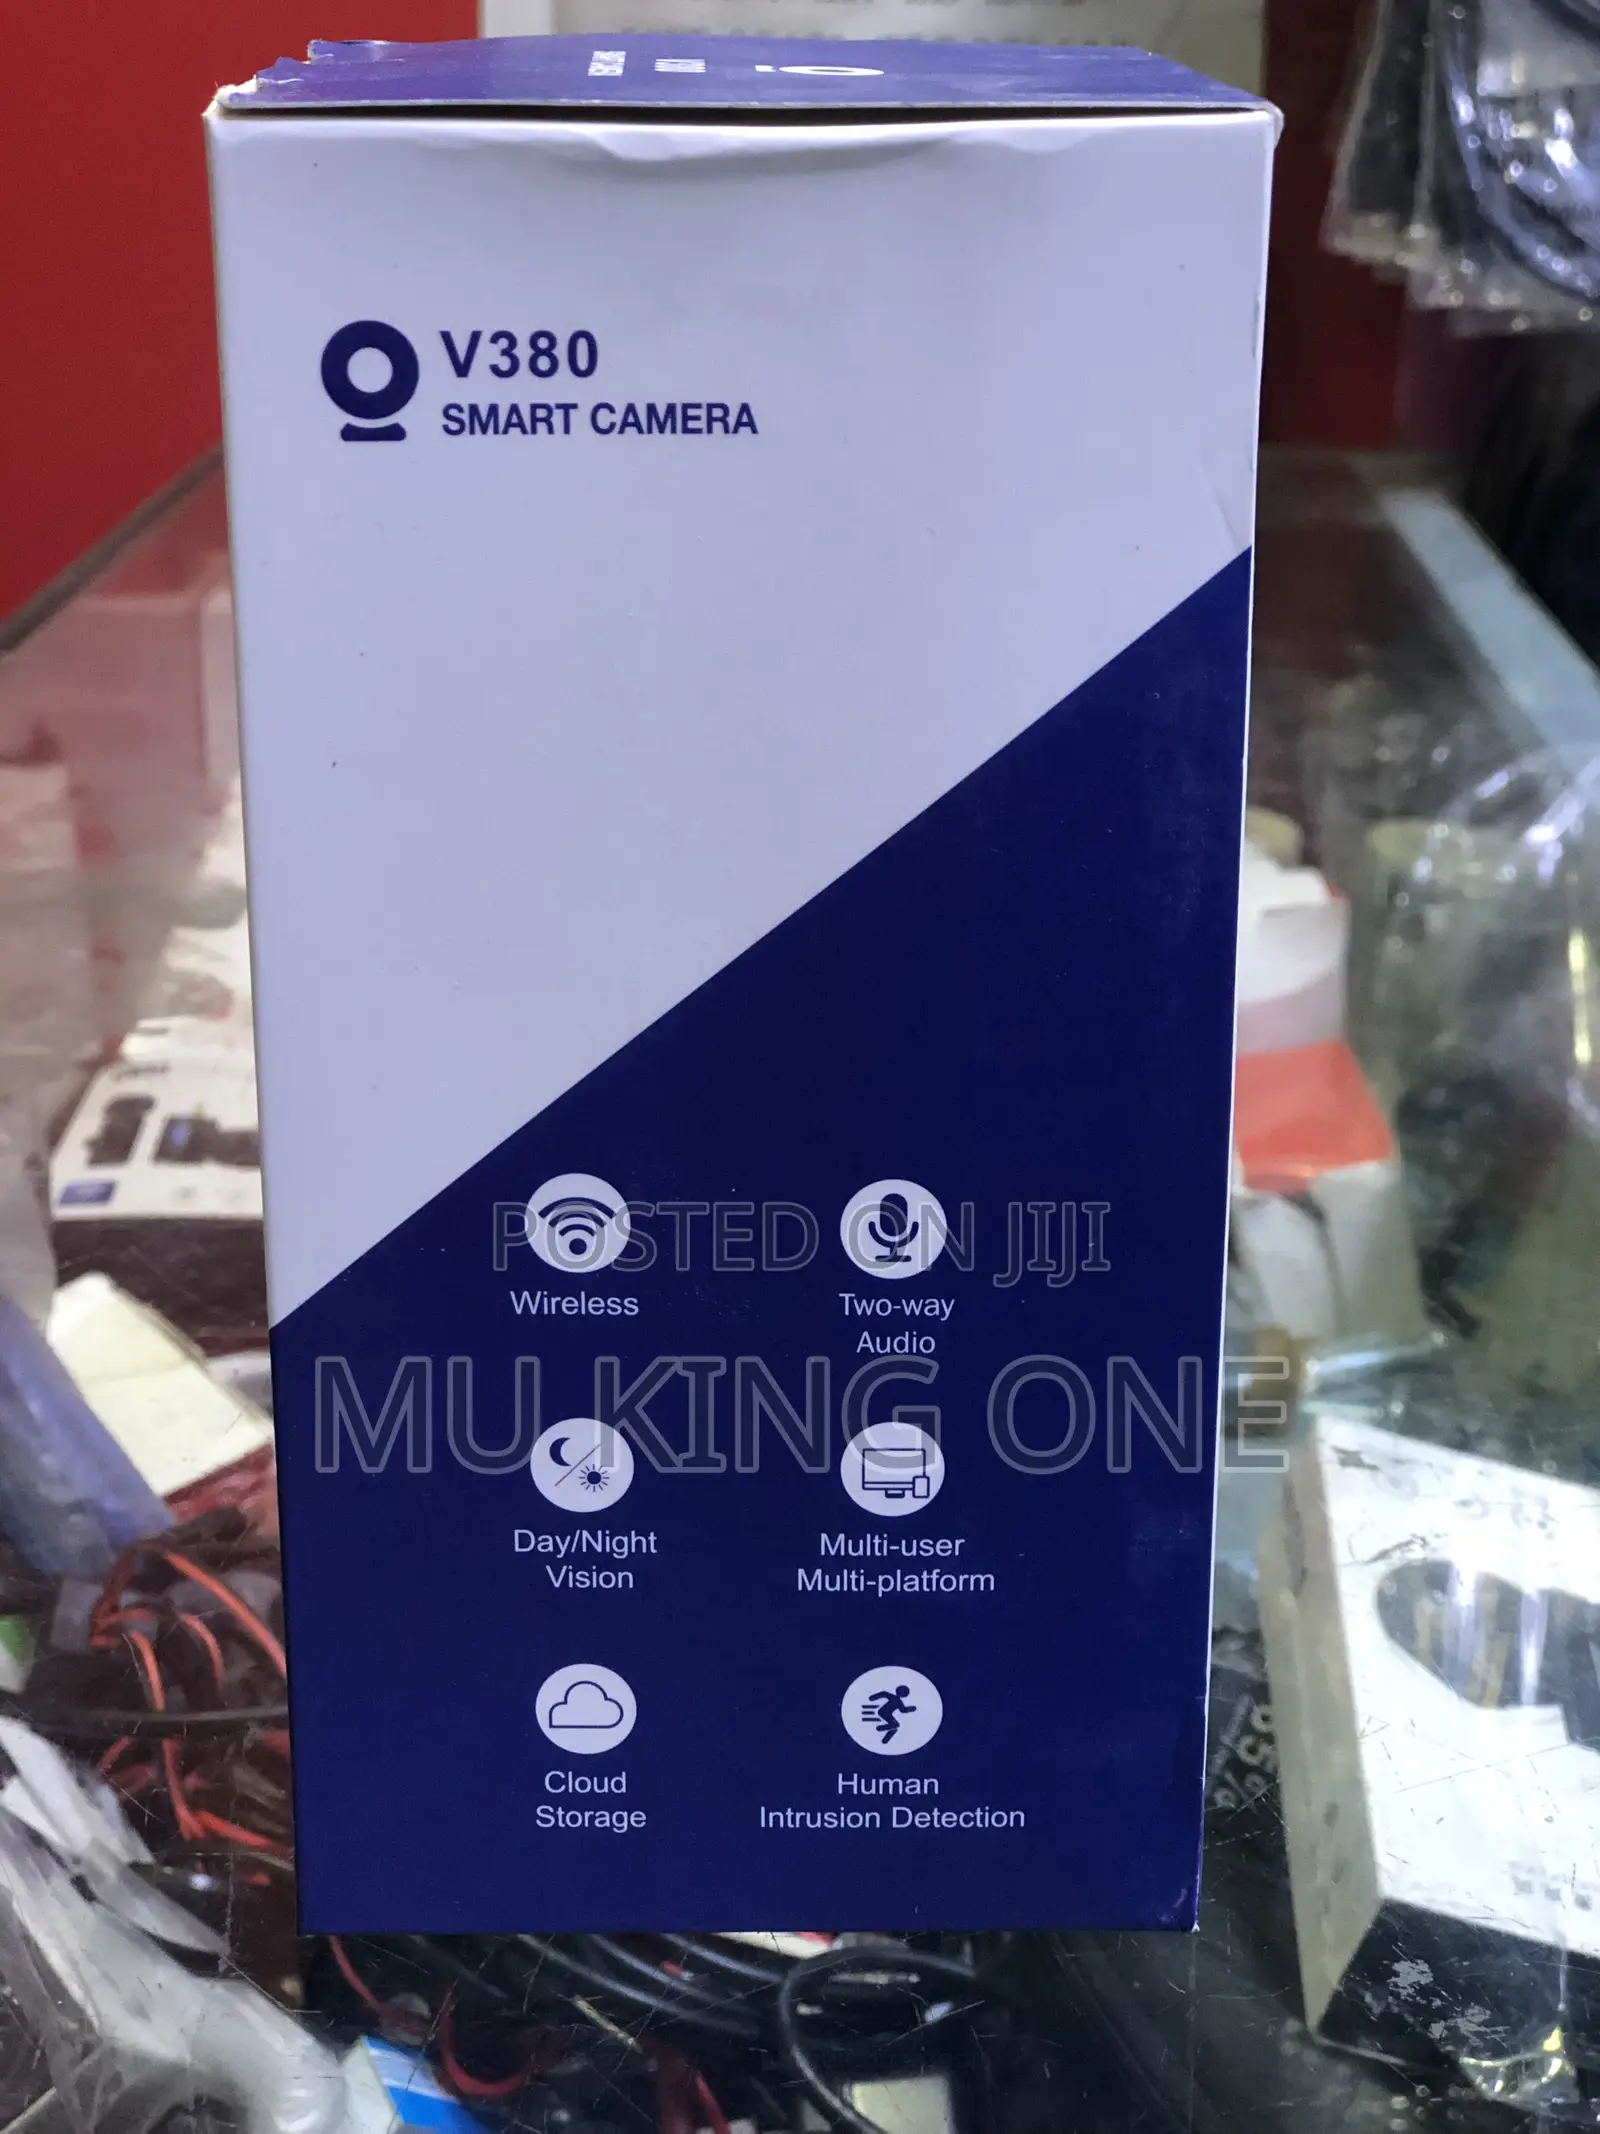 V380
SMART CAMERA
POSTED ON JIJI
Wireless
Two-way
Audio
MU KING ONE
Day/Night
Vision
Multi-user
Multi-platform
Cloud
Storage
Human
Intrusion Detection